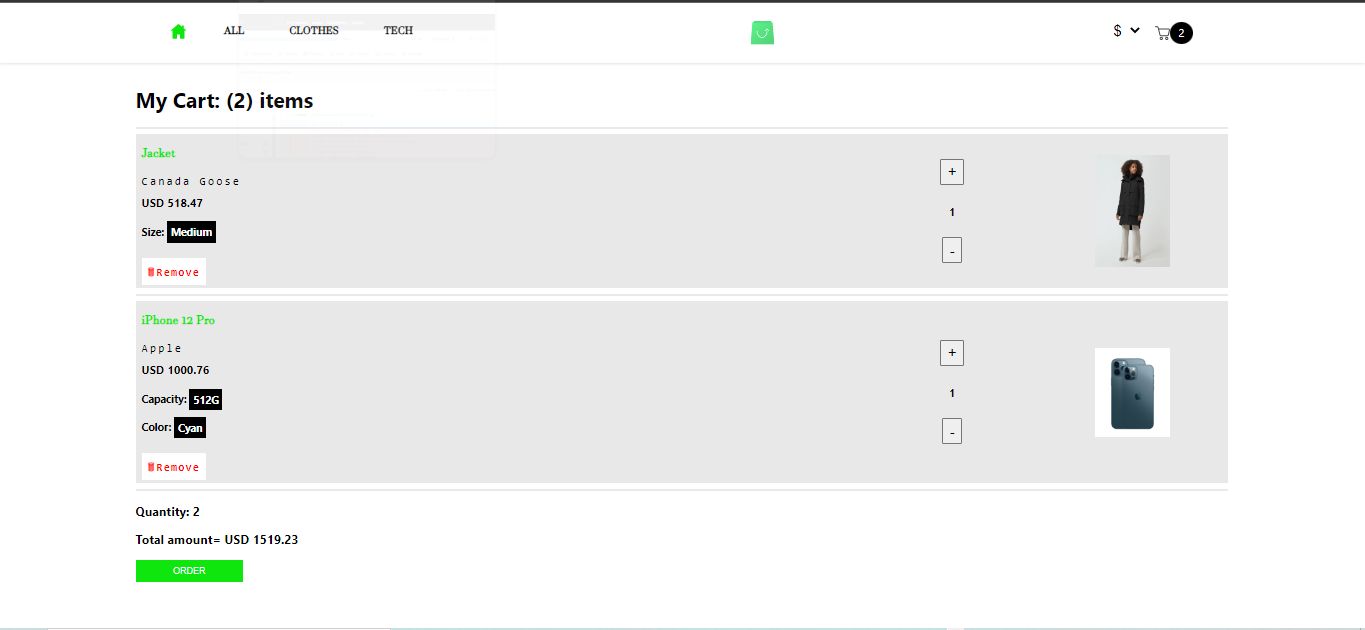 ALL CLOTHES TECH $ 2
My Cart: (2) items
Jacket
Canada Goose
USD 518.47
Size: Medium
Remove
+
1
-
iPhone 12 Pro
Apple
USD 1000.76
Capacity: 512G
Color: Cyan
Remove
+
1
-
Quantity: 2
Total amount= USD 1519.23
ORDER